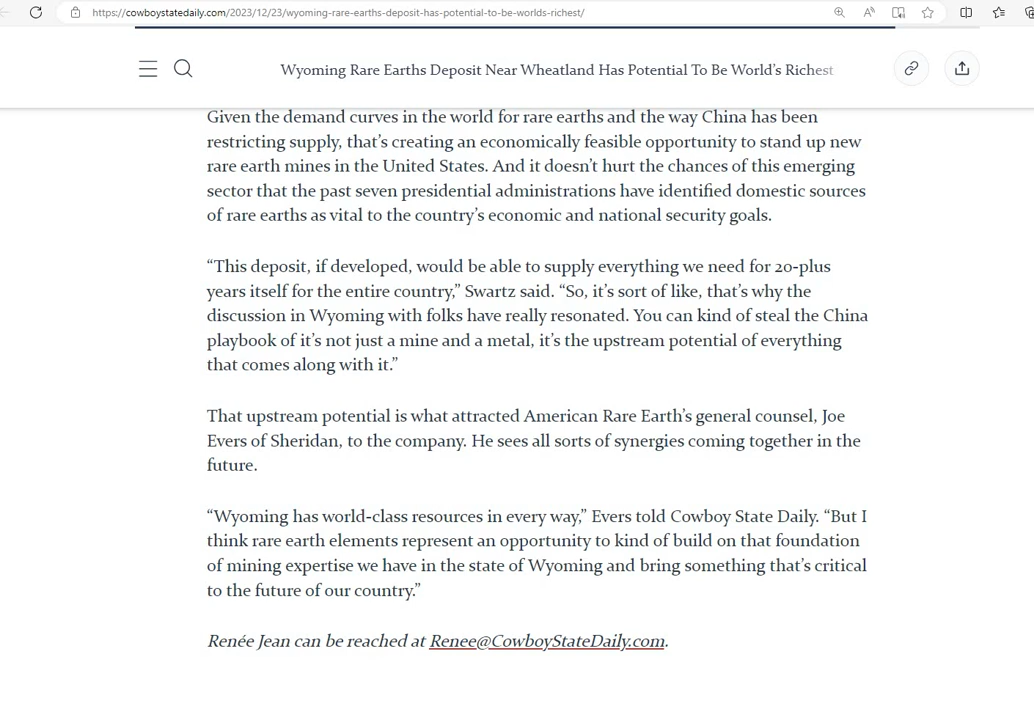 https://cowboystatedaily.com/2023/12/23/wyoming-rare-earths-deposit-has-potential-to-be-worlds-richest/
Wyoming Rare Earths Deposit Near Wheatland Has Potential To Be World’s Richest
Given the demand curves in the world for rare earths and the way China has been
restricting supply, that’s creating an economically feasible opportunity to stand up new
rare earth mines in the United States. And it doesn’t hurt the chances of this emerging
sector that the past seven presidential administrations have identified domestic sources
of rare earths as vital to the country’s economic and national security goals.
“This deposit, if developed, would be able to supply everything we need for 20-plus
years itself for the entire country,” Swartz said. “So, it’s sort of like, that’s why the
discussion in Wyoming with folks have really resonated. You can kind of steal the China
playbook of it’s not just a mine and a metal, it’s the upstream potential of everything
that comes along with it.”
That upstream potential is what attracted American Rare Earth’s general counsel, Joe
Evers of Sheridan, to the company. He sees all sorts of synergies coming together in the
future.
“Wyoming has world-class resources in every way,” Evers told Cowboy State Daily. “But I
think rare earth elements represent an opportunity to kind of build on that foundation
of mining expertise we have in the state of Wyoming and bring something that’s critical
to the future of our country.”
Renée Jean can be reached at Renee@CowboyStateDaily.com.